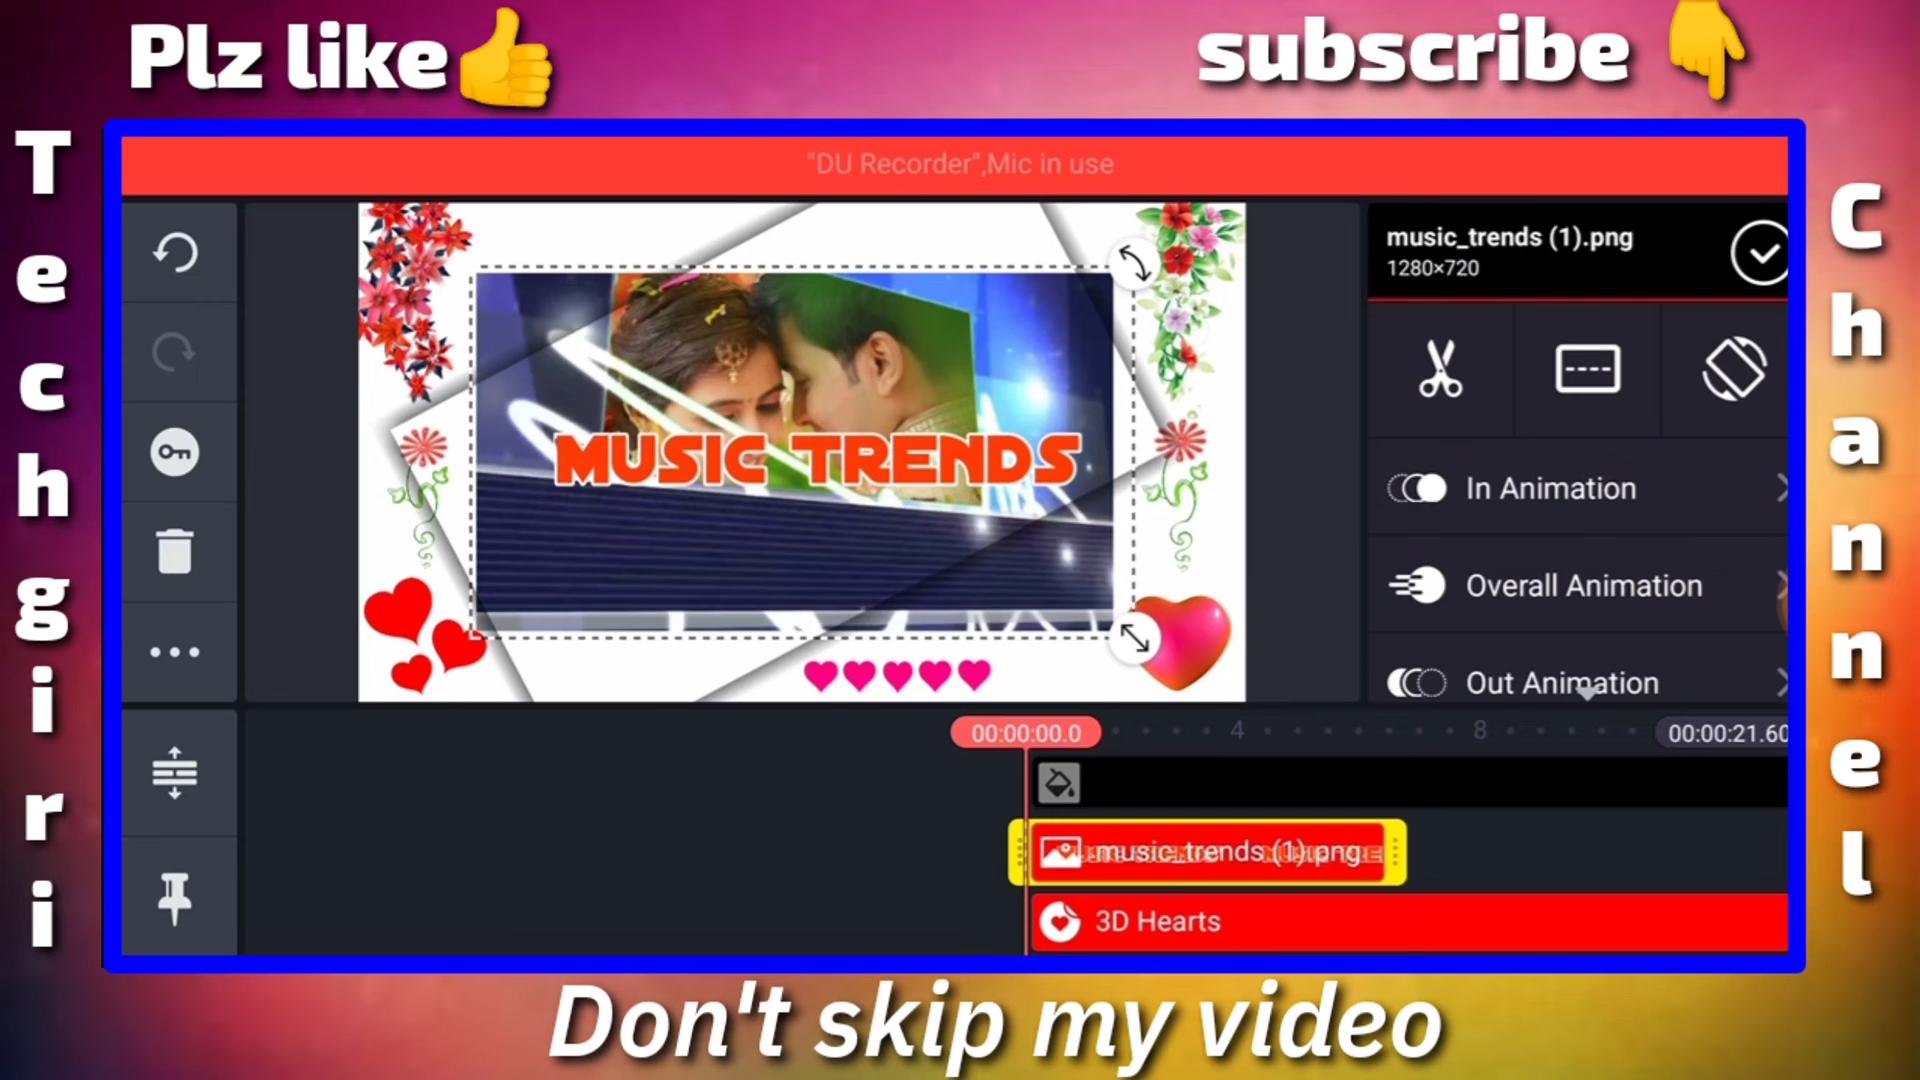 Plz like👍
subscribe 👇
Techgiri
Channel
"DU Recorder",Mic in use
music_trends (1).png
1280×720
MUSIC TRENDS
In Animation
Overall Animation
Out Animation
00:00:00.0
4
8
00:00:21.60
music_trends (1).png
3D Hearts
Don't skip my video